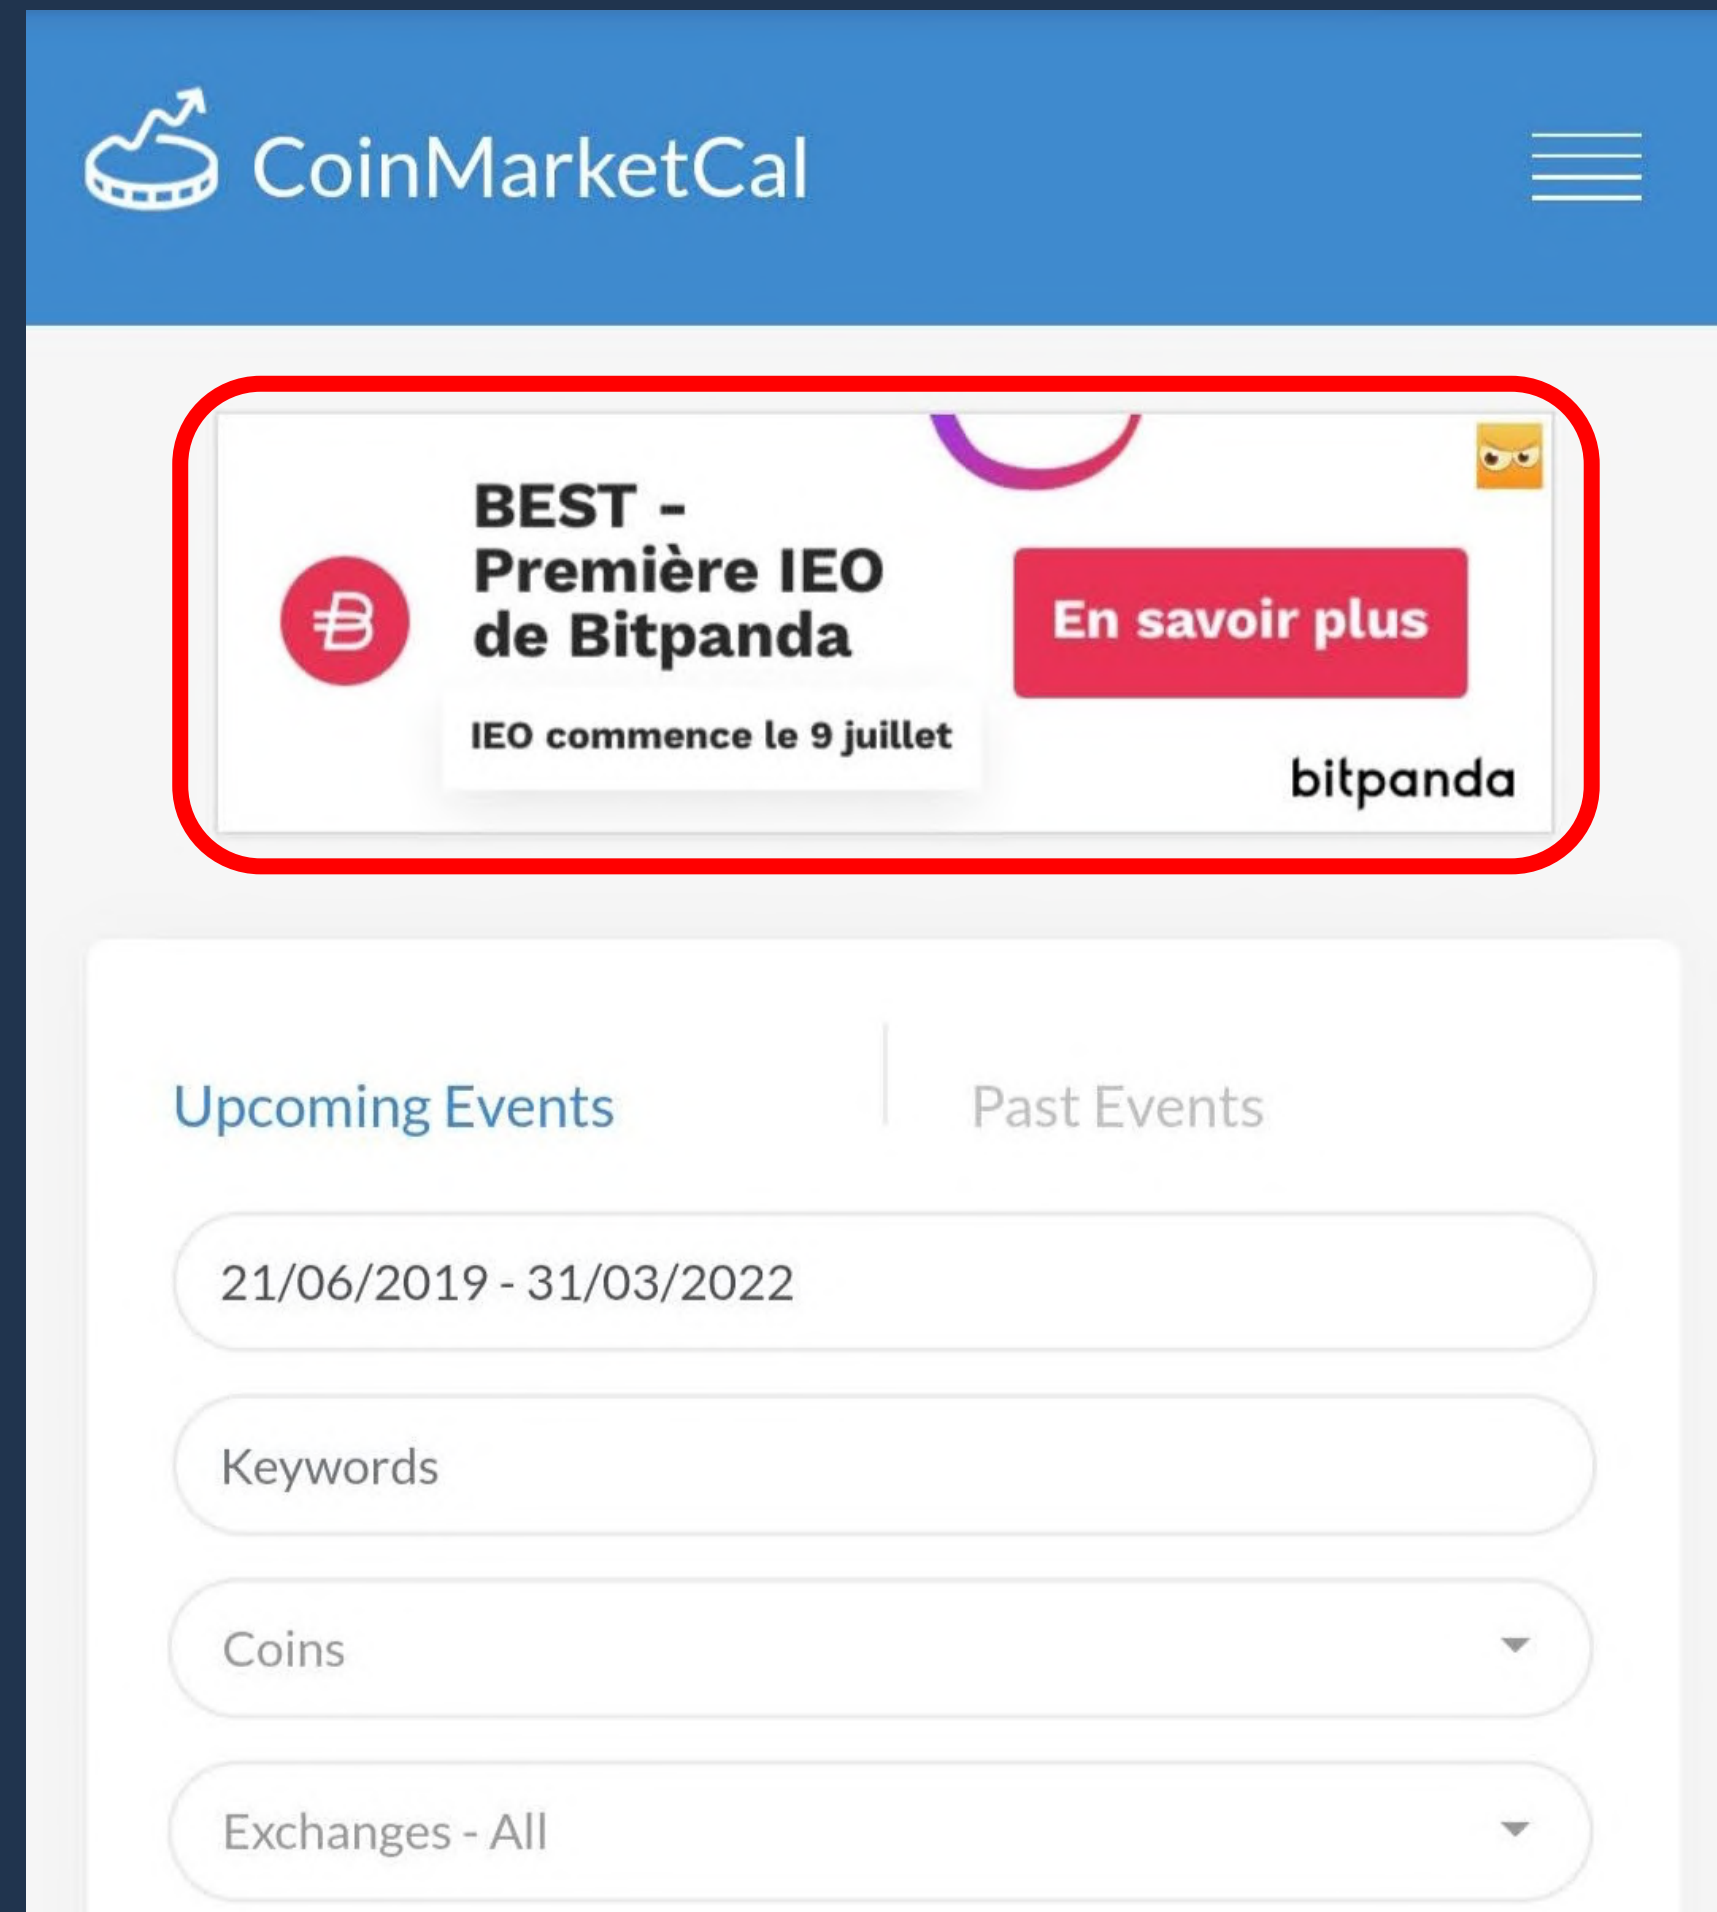 CoinMarketCal
BEST -
Première IEO
de Bitpanda
IEO commence le 9 juillet
En savoir plus
bitpanda
Upcoming Events
Past Events
21/06/2019 - 31/03/2022
Keywords
Coins
Exchanges - All